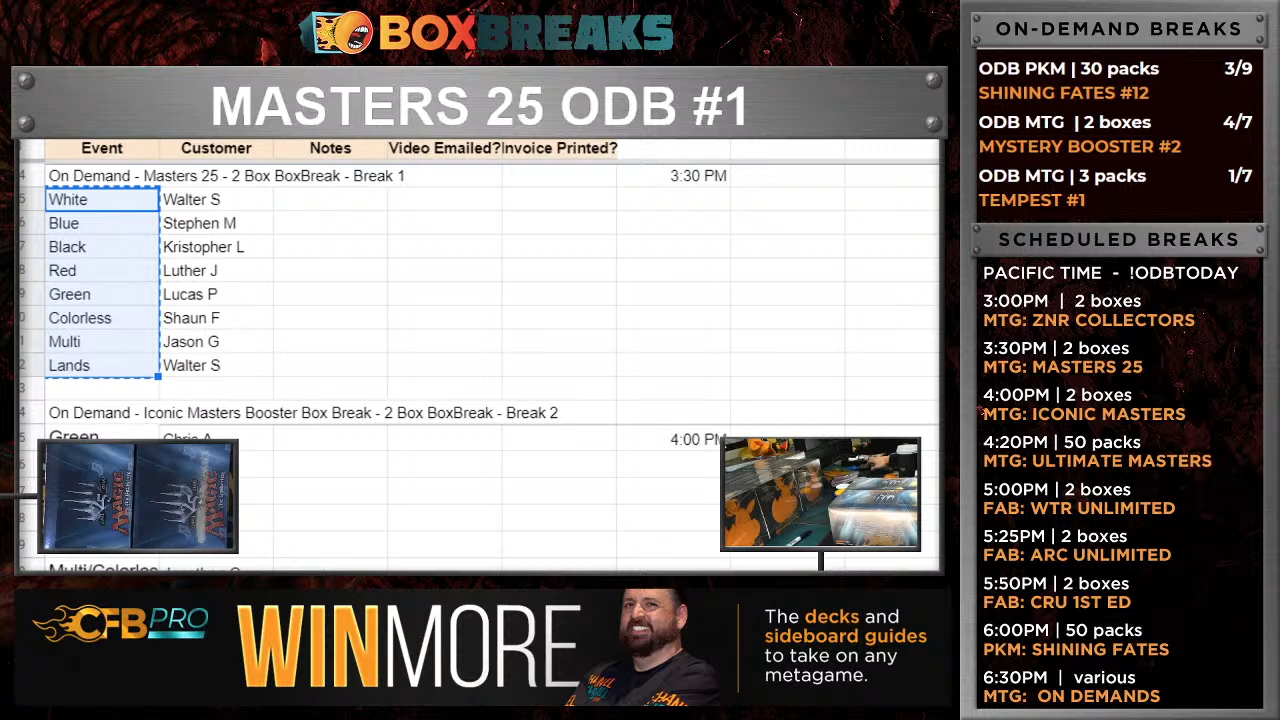 BOXBREAKS
MASTERS 25 ODB #1
Event Customer Notes Video Emailed? Invoice Printed?
On Demand - Masters 25 - 2 Box BoxBreak - Break 1 3:30 PM
White Walter S
Blue Stephen M
Black Kristopher L
Red Luther J
Green Lucas P
Colorless Shaun F
Multi Jason G
Lands Walter S
On Demand - Iconic Masters Booster Box Break - 2 Box BoxBreak - Break 2
Green Chris A 4:00 PM
Multi/Colorless
MAGIC MAGIC
CFBPRO
WINMORE
The decks and
sideboard guides
to take on any
metagame.
ON-DEMAND BREAKS
ODB PKM | 30 packs 3/9
SHINING FATES #12
ODB MTG | 2 boxes 4/7
MYSTERY BOOSTER #2
ODB MTG | 3 packs 1/7
TEMPEST #1
SCHEDULED BREAKS
PACIFIC TIME - !ODBTODAY
3:00PM | 2 boxes
MTG: ZNR COLLECTORS
3:30PM | 2 boxes
MTG: MASTERS 25
4:00PM | 2 boxes
MTG: ICONIC MASTERS
4:20PM | 50 packs
MTG: ULTIMATE MASTERS
5:00PM | 2 boxes
FAB: WTR UNLIMITED
5:25PM | 2 boxes
FAB: ARC UNLIMITED
5:50PM | 2 boxes
FAB: CRU 1ST ED
6:00PM | 50 packs
PKM: SHINING FATES
6:30PM | various
MTG: ON DEMANDS